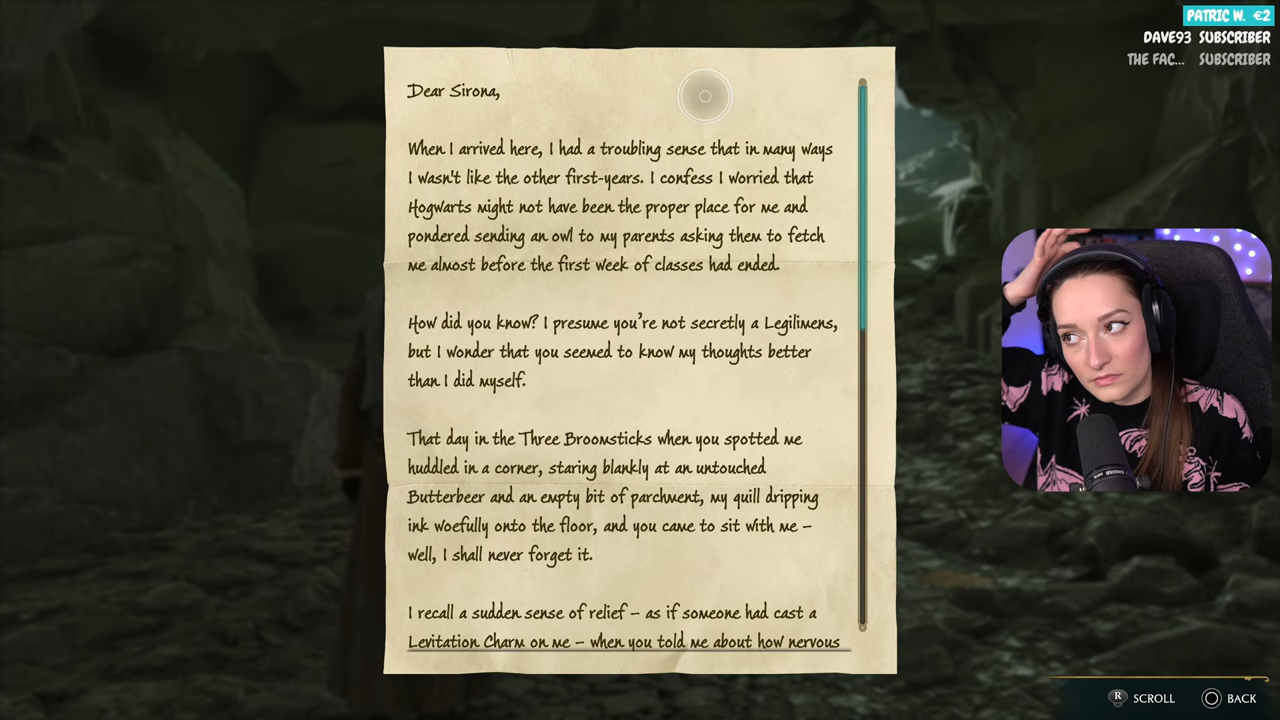 PATRIC W. €2
DAVE93 SUBSCRIBER
THE FAC... SUBSCRIBER
Dear Sirona,
When I arrived here, I had a troubling sense that in many ways
I wasn't like the other first-years. I confess I worried that
Hogwarts might not have been the proper place for me and
pondered sending an owl to my parents asking them to fetch
me almost before the first week of classes had ended.
How did you know? I presume you're not secretly a Legilimens,
but I wonder that you seemed to know my thoughts better
than I did myself.
That day in the Three Broomsticks when you spotted me
huddled in a corner, staring blankly at an untouched
Butterbeer and an empty bit of parchment, my quill dripping
ink woefully onto the floor, and you came to sit with me –
well, I shall never forget it.
I recall a sudden sense of relief – as if someone had cast a
Levitation Charm on me – when you told me about how nervous
R SCROLL BACK